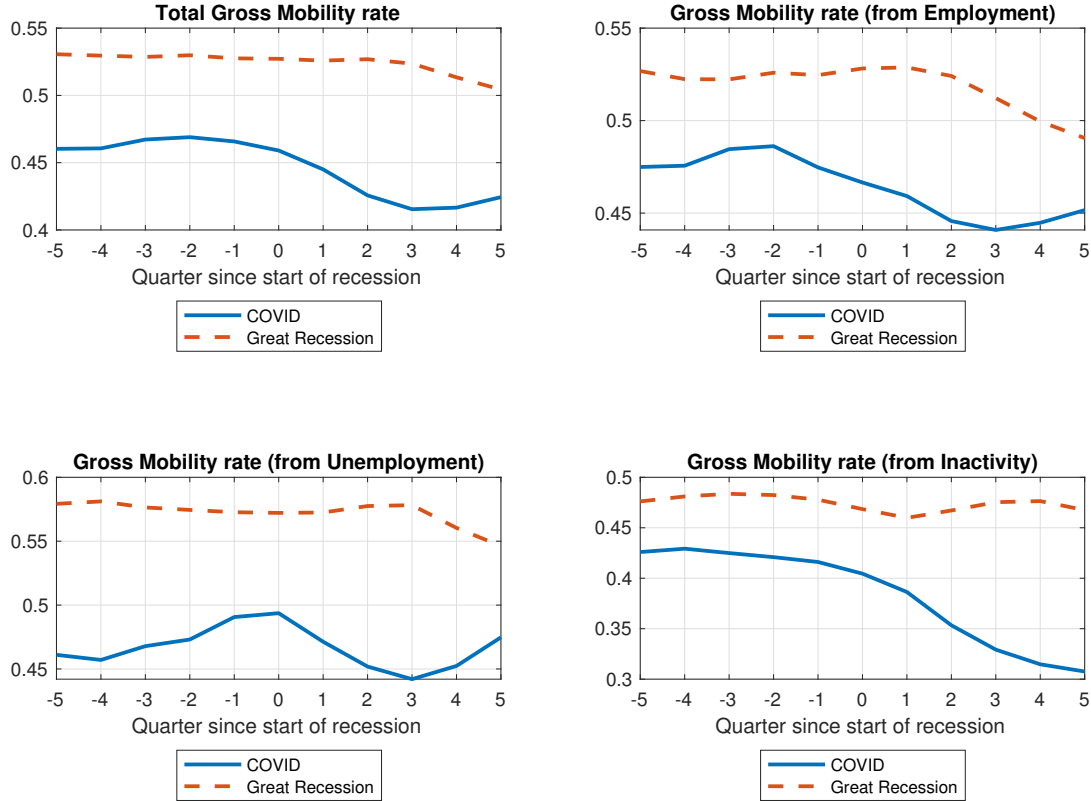 Total Gross Mobility rate
0.55
0.5
0.45
0.4
-5 -4 -3 -2 -1 0 1 2 3 4 5
Quarter since start of recession
COVID
Great Recession
Gross Mobility rate (from Employment)
0.55
0.5
0.45
-5 -4 -3 -2 -1 0 1 2 3 4 5
Quarter since start of recession
COVID
Great Recession
Gross Mobility rate (from Unemployment)
0.6
0.55
0.5
0.45
-5 -4 -3 -2 -1 0 1 2 3 4 5
Quarter since start of recession
COVID
Great Recession
Gross Mobility rate (from Inactivity)
0.5
0.45
0.4
0.35
0.3
-5 -4 -3 -2 -1 0 1 2 3 4 5
Quarter since start of recession
COVID
Great Recession